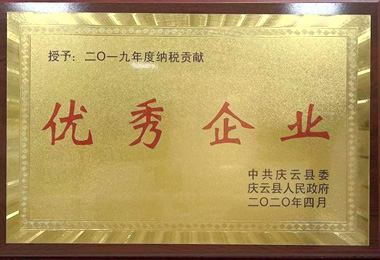 授予：二〇一九年度纳税贡献
优秀企业
中共庆云县委
庆云县人民政府
二〇二〇年四月